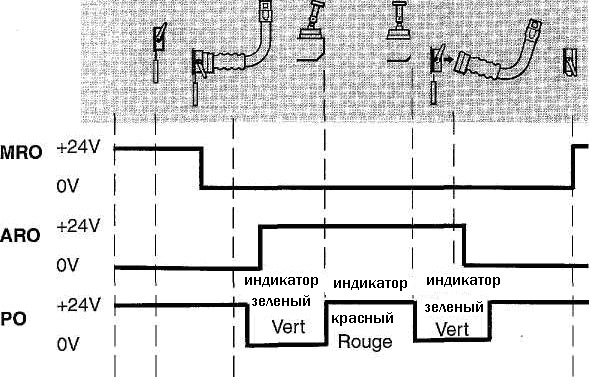 MRO +24V
0V
ARO +24V
0V
индикатор индикатор индикатор
зеленый зеленый
PO +24V
красный
Vert Vert
0V Rouge